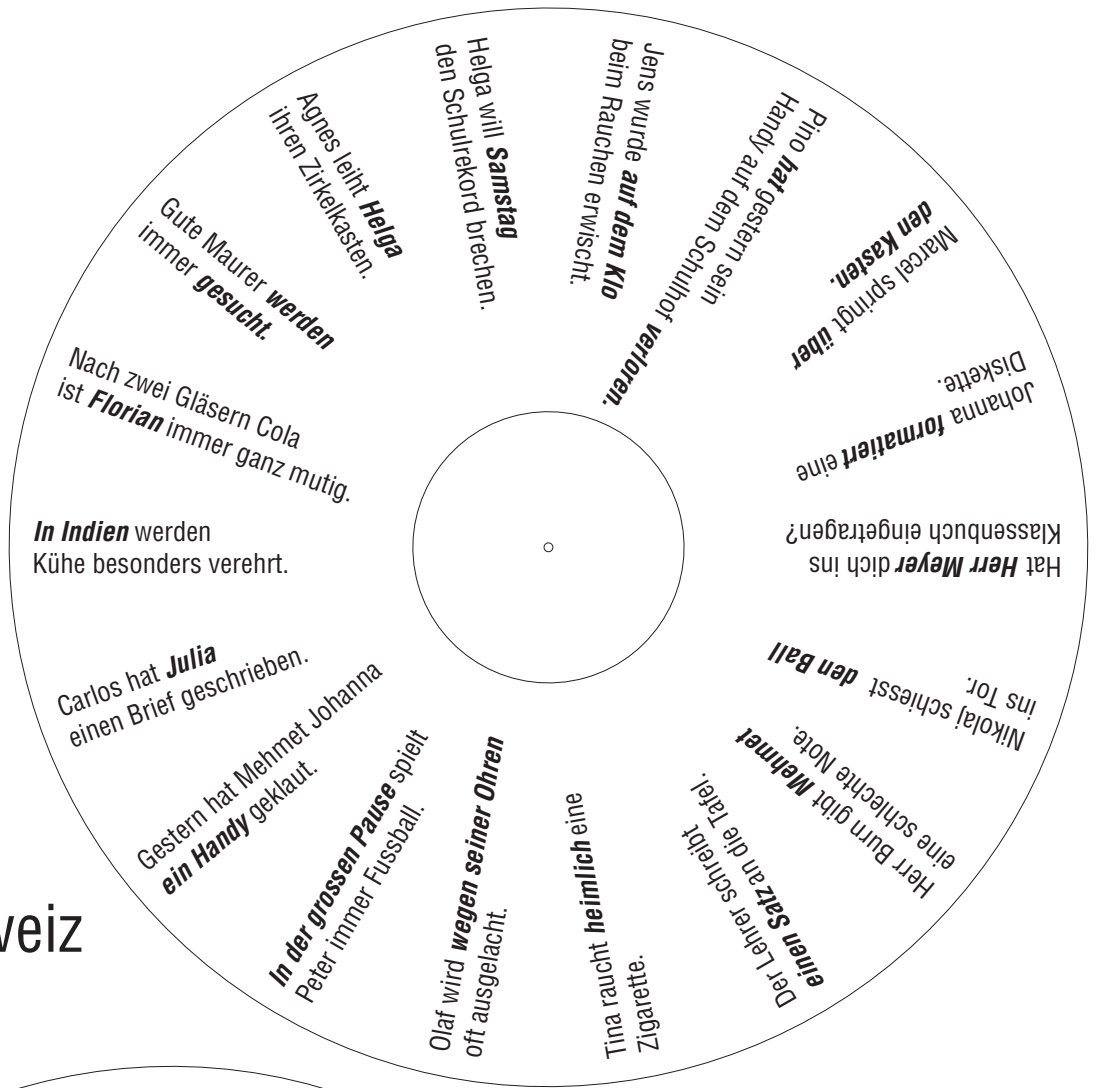 Helga will Samstag
den Schulrekord brechen.
Jens wurde auf dem Klo
beim Rauchen erwischt.
Pino hat gestern sein
Handy auf dem Schulhof verloren.
Marcel springt über
den Kasten.
Johanna formatiert eine
Diskette.
Hat Herr Meyer dich ins
Klassenbuch eingetragen?
Nikolaj schiesst den Ball
ins Tor.
Herr Burn gibt Mehmet
eine schlechte Note.
Der Lehrer schreibt
einen Satz an die Tafel.
Tina raucht heimlich eine
Zigarette.
Olaf wird wegen seiner Ohren
oft ausgelacht.
In der grossen Pause spielt
Peter immer Fussball.
Gestern hat Mehmet Johanna
ein Handy geklaut.
Carlos hat Julia
einen Brief geschrieben.
In Indien werden
Kühe besonders verehrt.
Nach zwei Gläsern Cola
ist Florian immer ganz mutig.
Gute Maurer werden
immer gesucht.
Agnes leiht Helga
ihren Zirkelkasten.
weiz